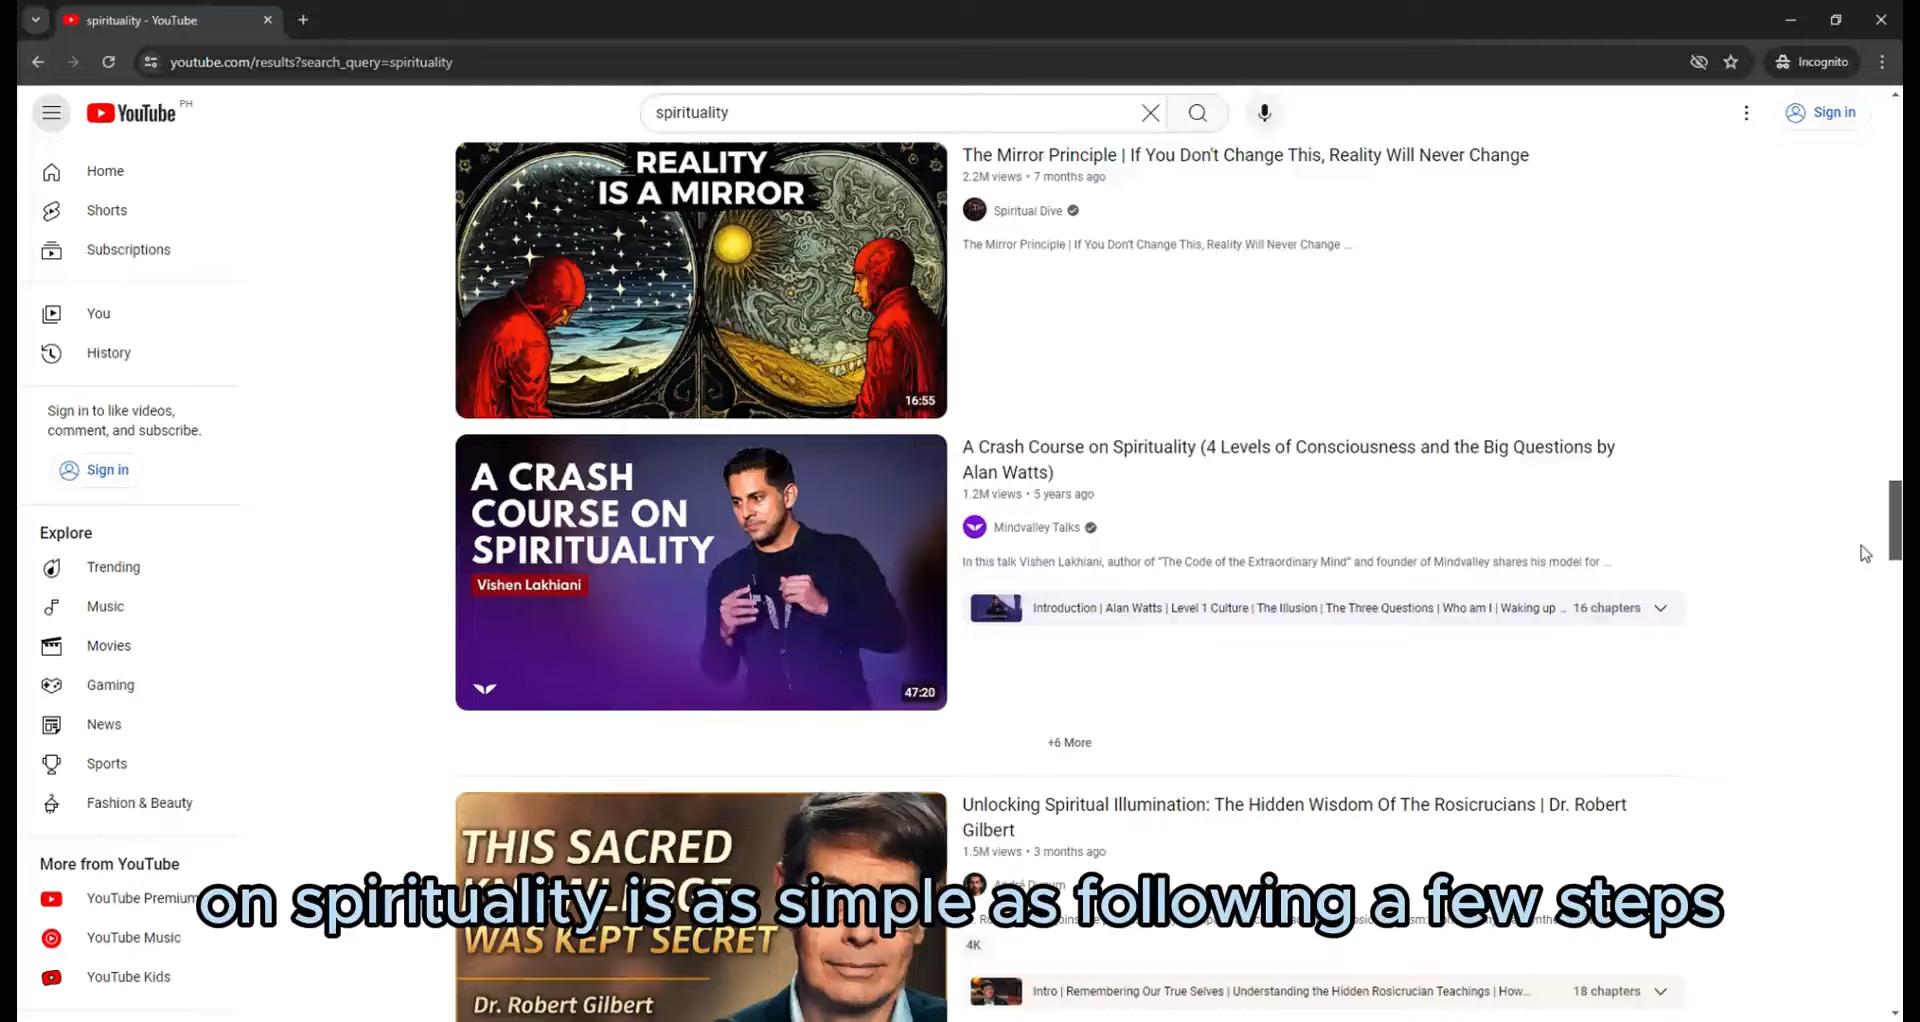 spirituality - YouTube
youtube.com/results?search_query=spirituality
Incognito
YouTube PH
spirituality
Sign in
Home
Shorts
Subscriptions
You
History
Sign in to like videos,
comment, and subscribe.
Sign in
Explore
Trending
Music
Movies
Gaming
News
Sports
Fashion & Beauty
More from YouTube
YouTube Premium
YouTube Music
YouTube Kids
REALITY
IS A MIRROR
16:55
The Mirror Principle | If You Don't Change This, Reality Will Never Change
2.2M views • 7 months ago
Spiritual Dive
The Mirror Principle | If You Don't Change This, Reality Will Never Change ...
A CRASH
COURSE ON
SPIRITUALITY
Vishen Lakhiani
47:20
A Crash Course on Spirituality (4 Levels of Consciousness and the Big Questions by
Alan Watts)
1.2M views • 5 years ago
Mindvalley Talks
In this talk Vishen Lakhiani, author of "The Code of the Extraordinary Mind" and founder of Mindvalley shares his model for ...
Introduction | Alan Watts | Level 1 Culture | The Illusion | The Three Questions | Who am I | Waking up ... 16 chapters
+6 More
THIS SACRED
KNOWLEDGE
WAS KEPT SECRET
Dr. Robert Gilbert
Unlocking Spiritual Illumination: The Hidden Wisdom Of The Rosicrucians | Dr. Robert
Gilbert
1.5M views • 3 months ago
4K
Intro | Remembering Our True Selves | Understanding the Hidden Rosicrucian Teachings | How... 18 chapters
on spirituality is as simple as following a few steps